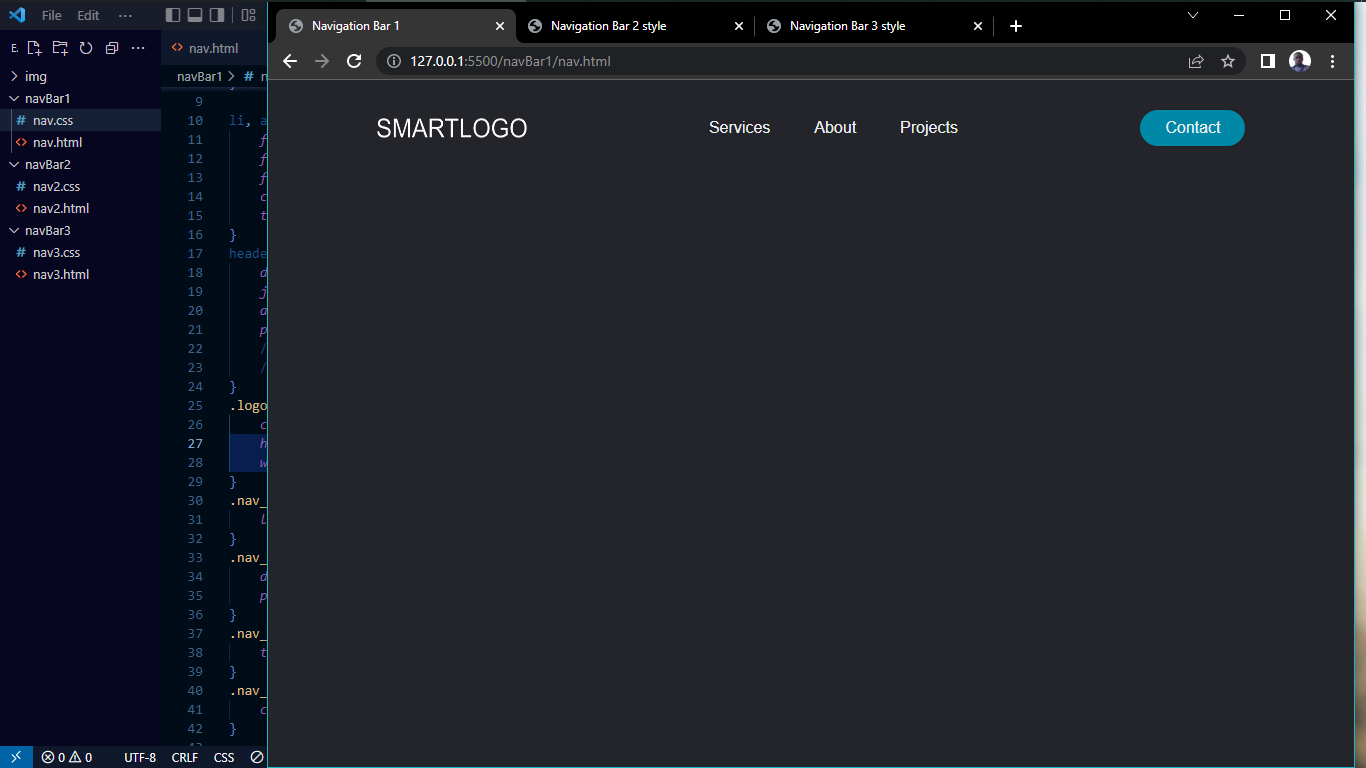 File Edit ...
E.
img
navBar1
# nav.css
<> nav.html
navBar2
# nav2.css
<> nav2.html
navBar3
# nav3.css
<> nav3.html
<> nav.html
navBar1 > # n
9
10 li, a
11 f
12 f
13 f
14 c
15 t
16 }
17 heade
18 d
19 j
20 a
21 p
22 /
23 /
24 }
25 .logo
26 c
27 h
28 w
29 }
30 .nav_
31 l
32 }
33 .nav_
34 d
35 p
36 }
37 .nav_
38 t
39 }
40 .nav_
41 c
42 }
0 0 UTF-8 CRLF CSS
Navigation Bar 1
Navigation Bar 2 style
Navigation Bar 3 style
127.0.0.1:5500/navBar1/nav.html
SMARTLOGO Services About Projects Contact